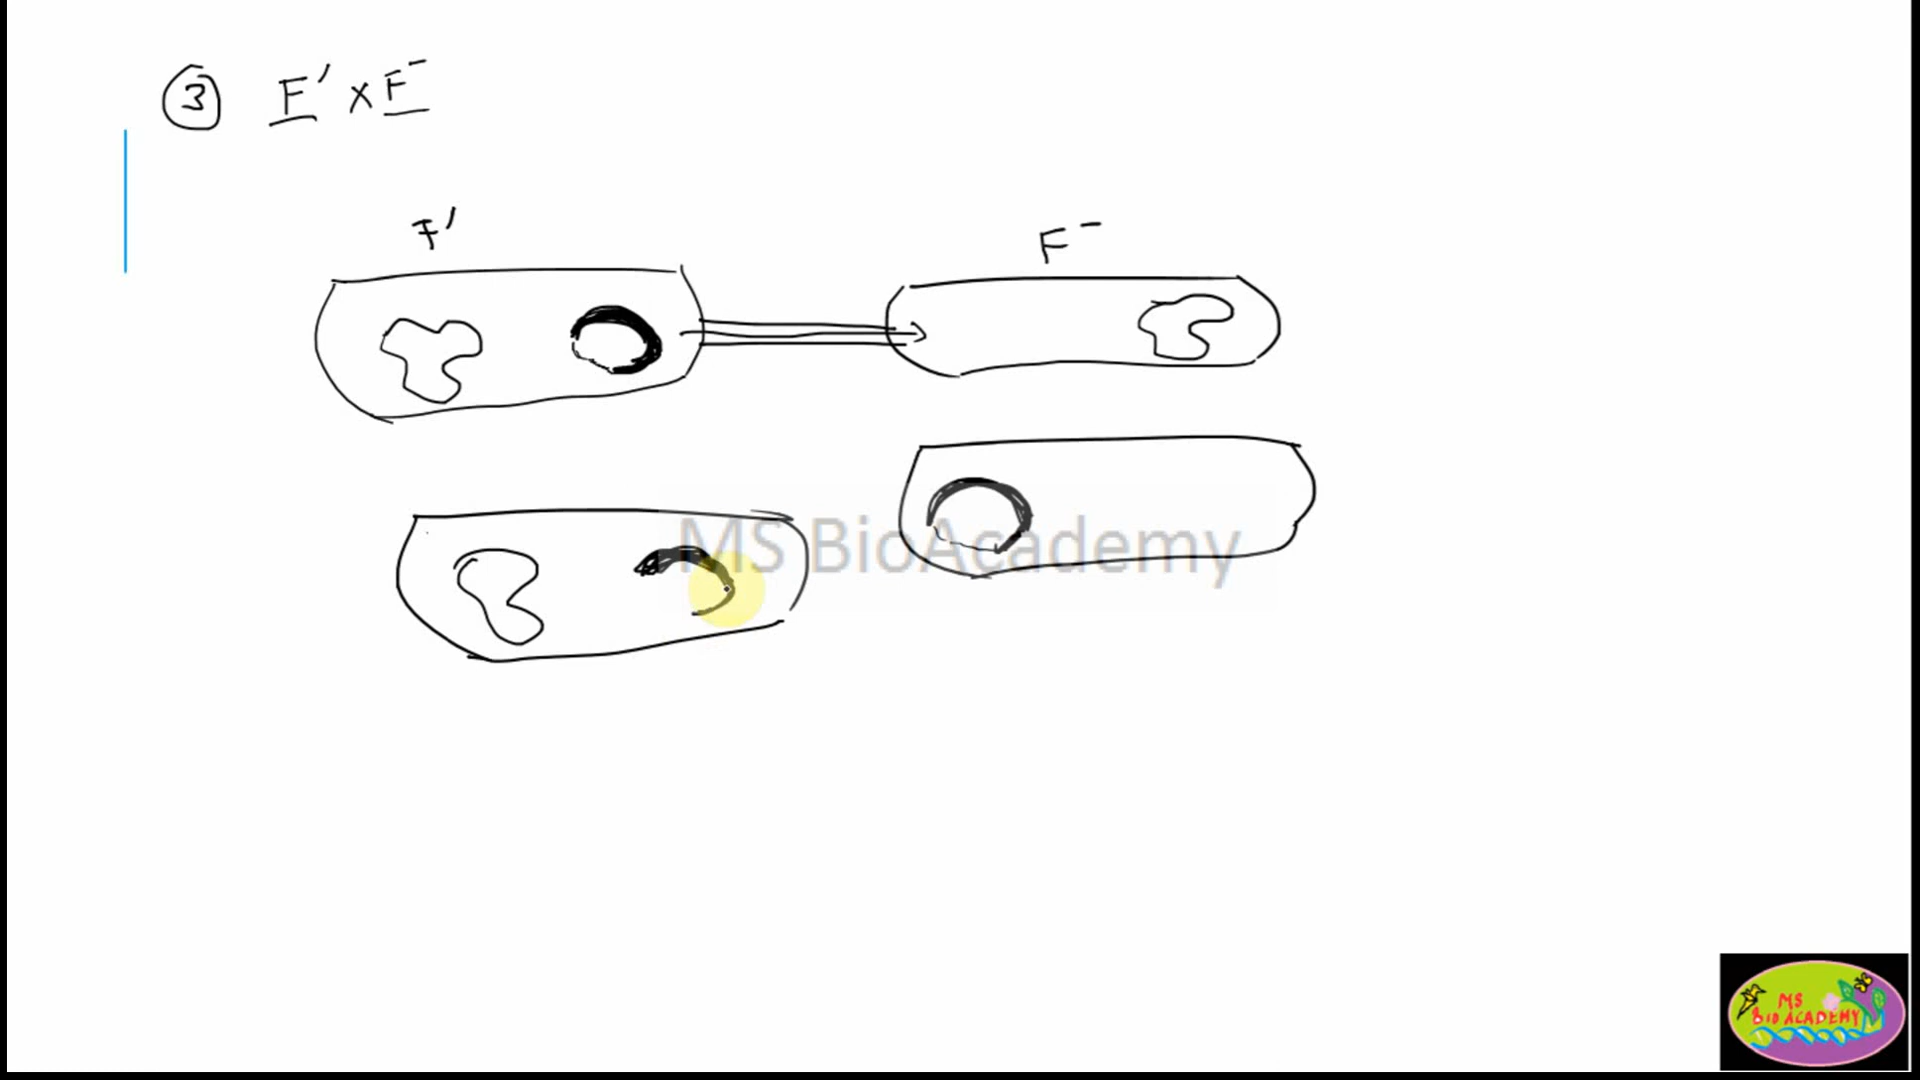 3 F' x F⁻
F' F⁻
MS BioAcademy
MS
BIO ACADEMY